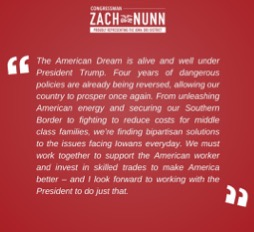 CONGRESSMAN
ZACH NUNN
PROUDLY REPRESENTING THE IOWA 3RD DISTRICT
The American Dream is alive and well under
President Trump. Four years of dangerous
policies are already being reversed, allowing our
country to prosper once again. From unleashing
American energy and securing our Southern
Border to fighting to reduce costs for middle
class families, we're finding bipartisan solutions
to the issues facing Iowans everyday. We must
work together to support the American worker
and invest in skilled trades to make America
better – and I look forward to working with the
President to do just that.